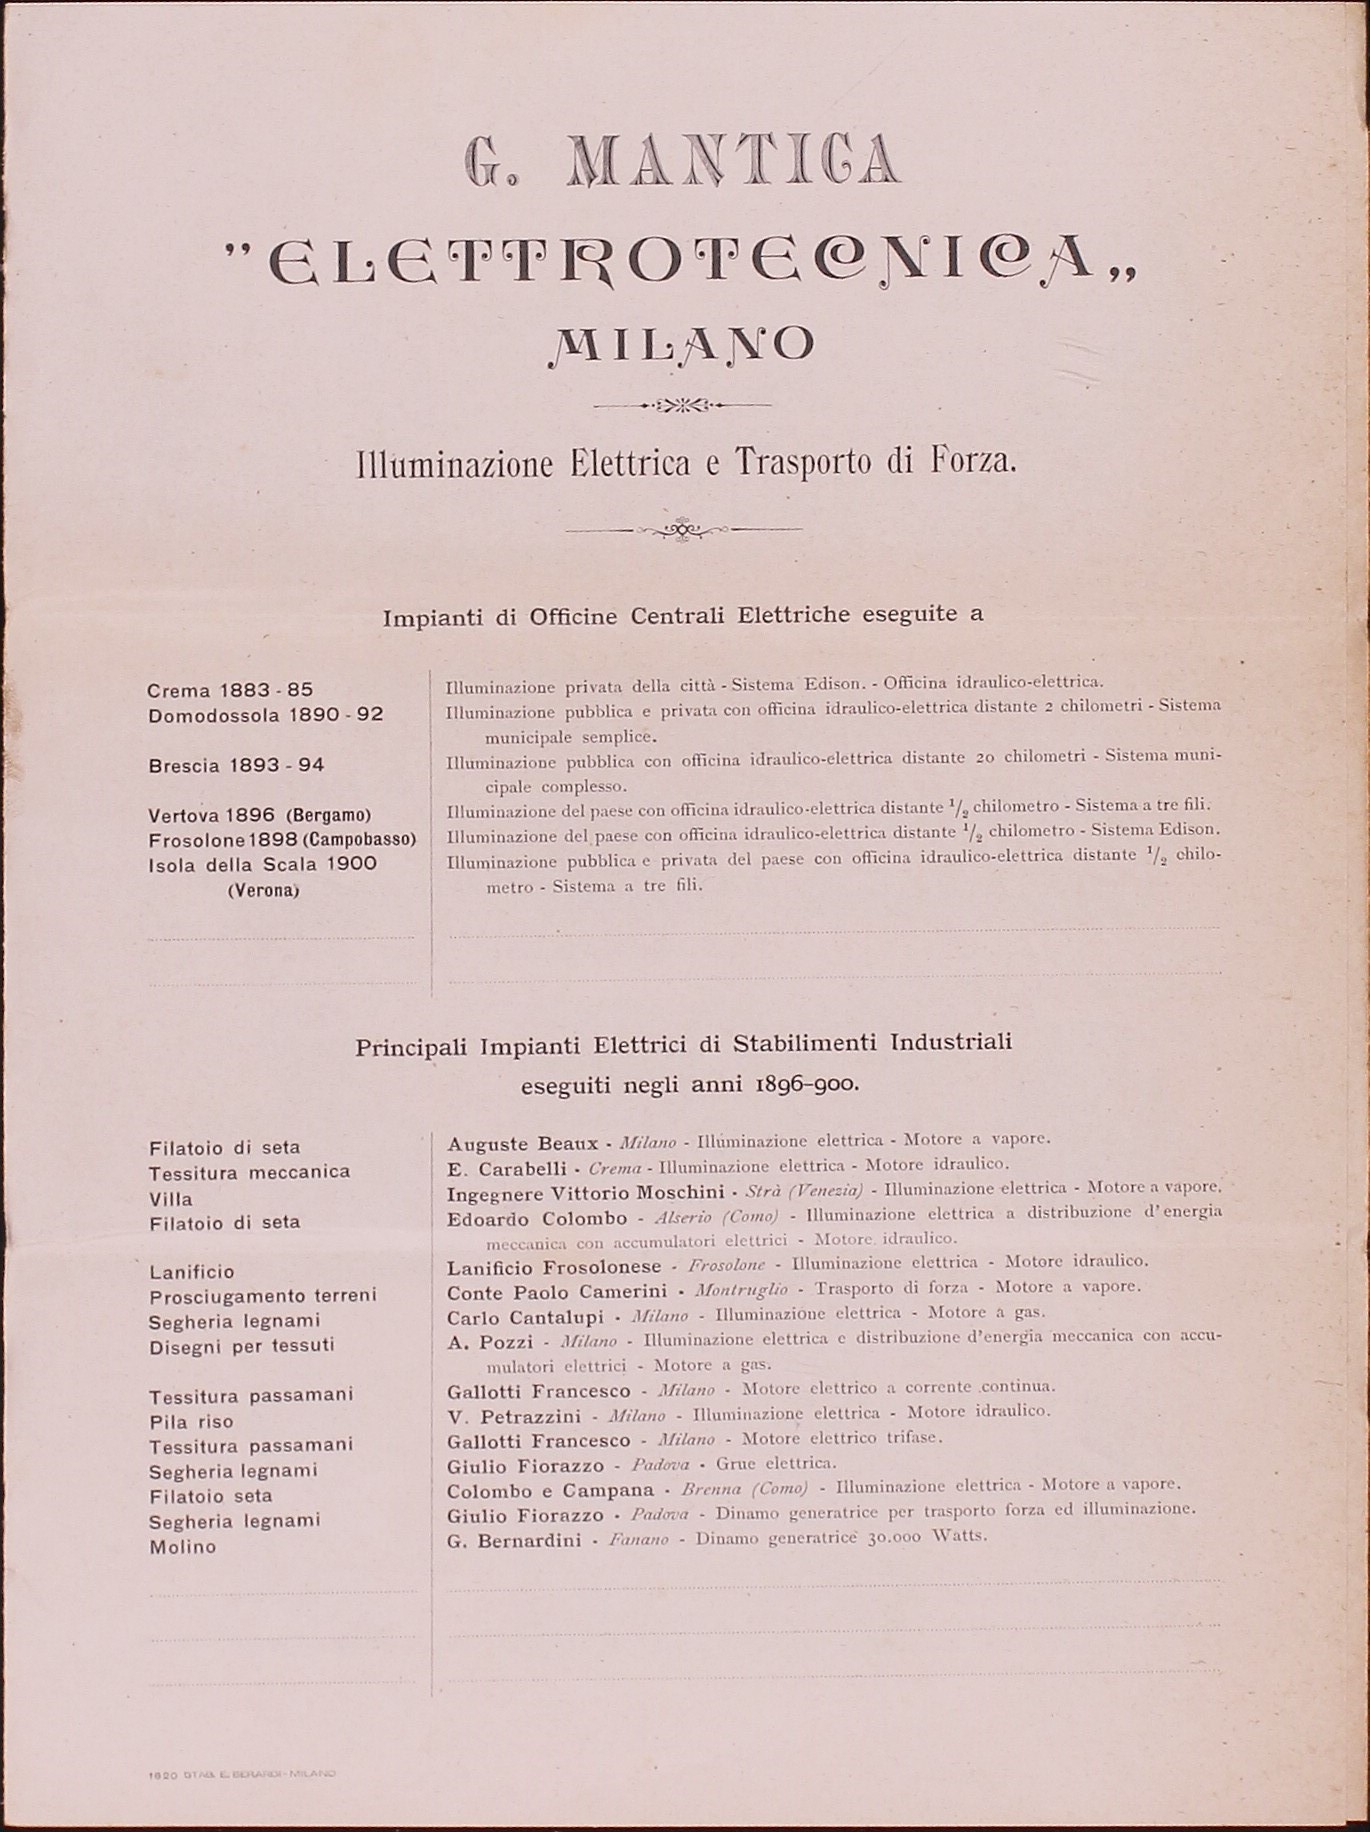 G. MANTICA
"ELETTROTECNICA„
MILANO
Illuminazione Elettrica e Trasporto di Forza.
Impianti di Officine Centrali Elettriche eseguite a
Crema 1883 - 85 Illuminazione privata della città - Sistema Edison. - Officina idraulico-elettrica.
Domodossola 1890 - 92 Illuminazione pubblica e privata con officina idraulico-elettrica distante 2 chilometri - Sistema
municipale semplice.
Brescia 1893 - 94 Illuminazione pubblica con officina idraulico-elettrica distante 20 chilometri - Sistema muni-
cipale complesso.
Vertova 1896 (Bergamo) Illuminazione del paese con officina idraulico-elettrica distante 1/2 chilometro - Sistema a tre fili.
Frosolone 1898 (Campobasso) Illuminazione del paese con officina idraulico-elettrica distante 1/2 chilometro - Sistema Edison.
Isola della Scala 1900 Illuminazione pubblica e privata del paese con officina idraulico-elettrica distante 1/2 chilo-
(Verona) metro - Sistema a tre fili.
Principali Impianti Elettrici di Stabilimenti Industriali
eseguiti negli anni 1896-900.
Filatoio di seta Auguste Beaux - Milano - Illuminazione elettrica - Motore a vapore.
Tessitura meccanica E. Carabelli - Crema - Illuminazione elettrica - Motore idraulico.
Villa Ingegnere Vittorio Moschini - Strà (Venezia) - Illuminazione elettrica - Motore a vapore.
Filatoio di seta Edoardo Colombo - Alserio (Como) - Illuminazione elettrica a distribuzione d'energia
meccanica con accumulatori elettrici - Motore idraulico.
Lanificio Lanificio Frosolonese - Frosolone - Illuminazione elettrica - Motore idraulico.
Prosciugamento terreni Conte Paolo Camerini - Montruglio - Trasporto di forza - Motore a vapore.
Segheria legnami Carlo Cantalupi - Milano - Illuminazione elettrica - Motore a gas.
Disegni per tessuti A. Pozzi - Milano - Illuminazione elettrica e distribuzione d'energia meccanica con accu-
mulatori elettrici - Motore a gas.
Tessitura passamani Gallotti Francesco - Milano - Motore elettrico a corrente continua.
Pila riso V. Petrazzini - Milano - Illuminazione elettrica - Motore idraulico.
Tessitura passamani Gallotti Francesco - Milano - Motore elettrico trifase.
Segheria legnami Giulio Fiorazzo - Padova - Grue elettrica.
Filatoio seta Colombo e Campana - Brenna (Como) - Illuminazione elettrica - Motore a vapore.
Segheria legnami Giulio Fiorazzo - Padova - Dinamo generatrice per trasporto forza ed illuminazione.
Molino G. Bernardini - Fanano - Dinamo generatrice 30.000 Watts.
1620 STAB. E. BERARDI - MILANO